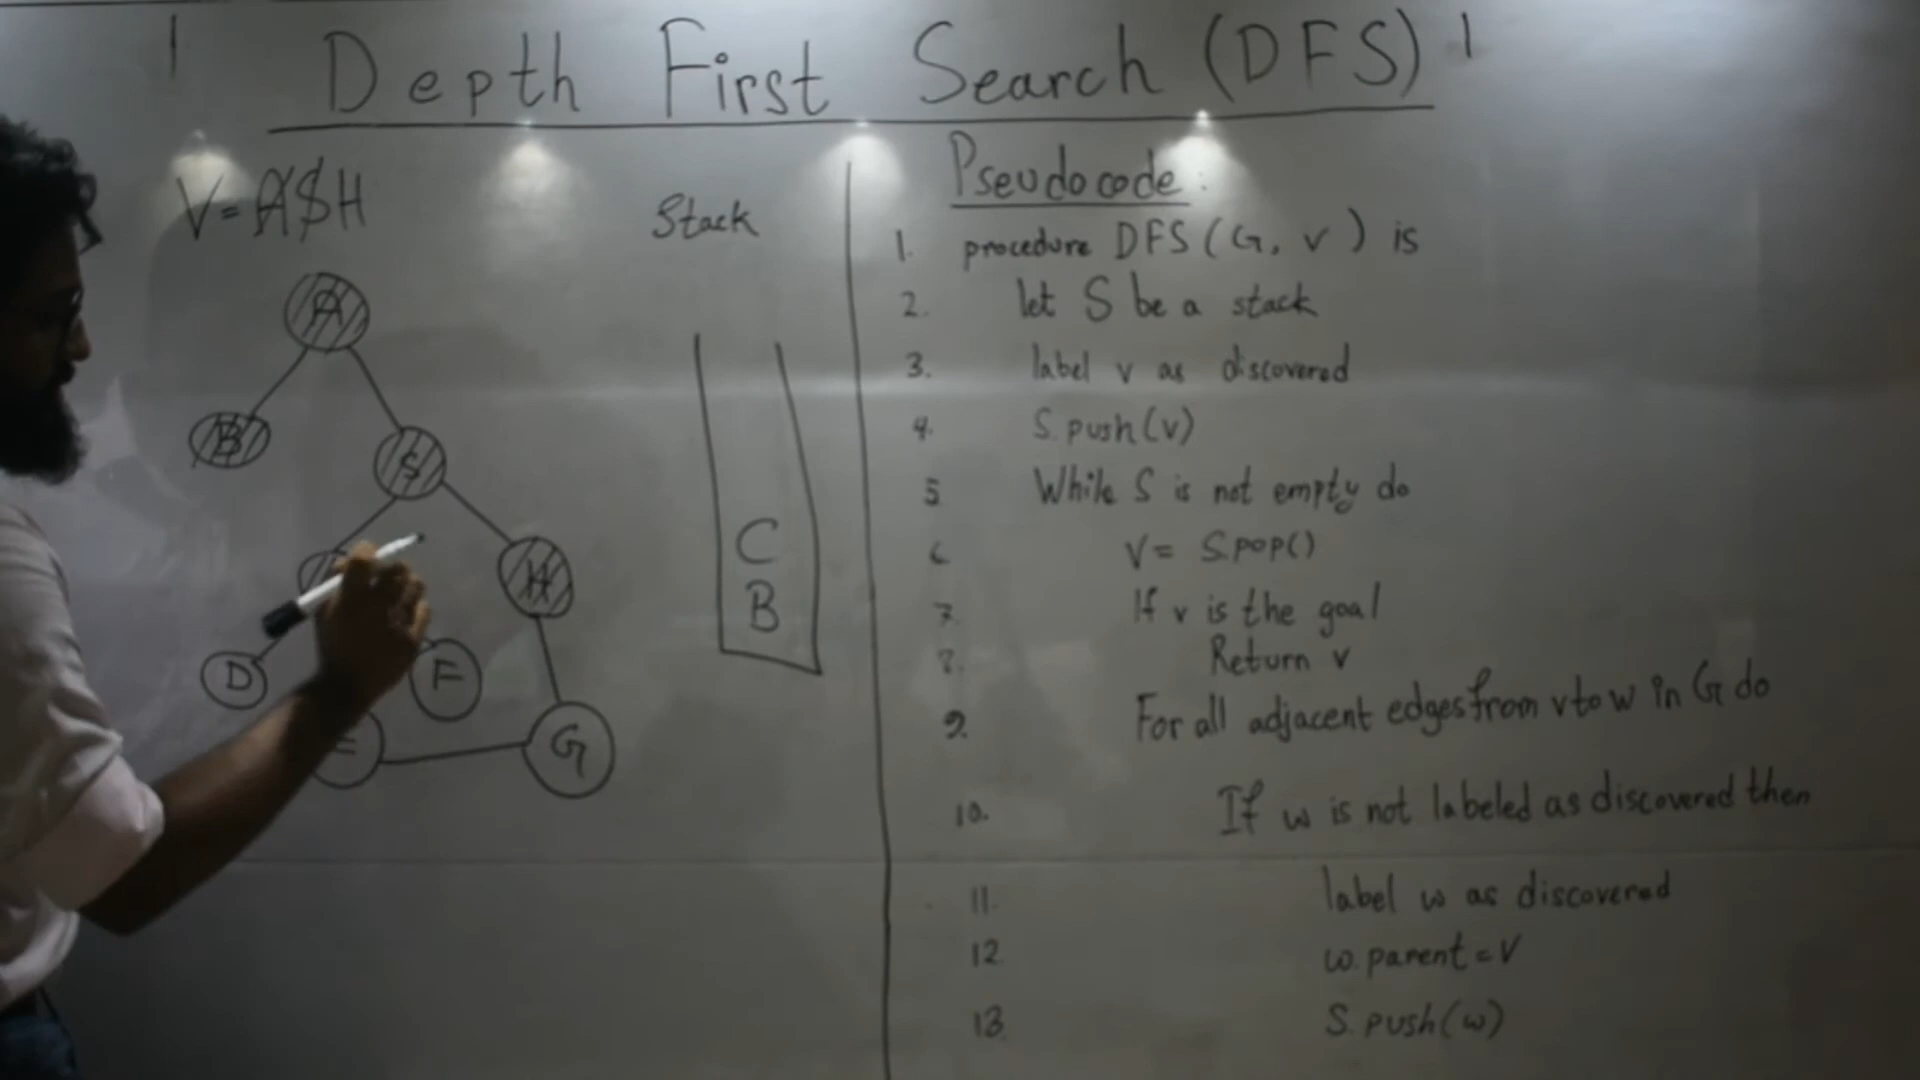 Depth First Search (DFS)
V=ASH
Stack
A
B
S
H
D
F
E
G
C
B
Pseudocode:
1. procedure DFS (G, v) is
2. let S be a stack
3. label v as discovered
4. S.push(v)
5 While S is not empty do
6 V= S.POP()
7. If v is the goal
8. Return v
9. For all adjacent edges from v to w in G do
10. If w is not labeled as discovered then
11. label w as discovered
12 w.parent=V
13 S.push(w)